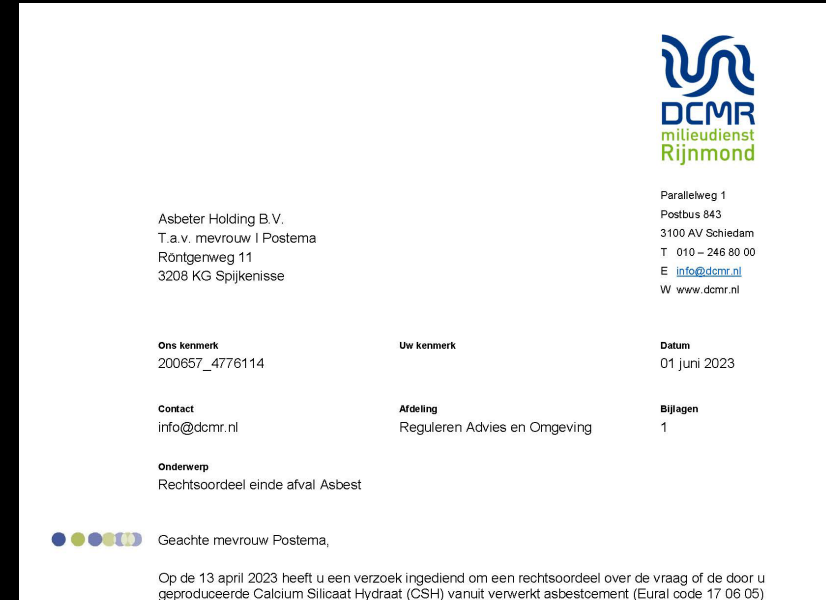 DCMR
milieudienst
Rijnmond
Parallelweg 1
Postbus 843
3100 AV Schiedam
T 010 – 246 80 00
E info@dcmr.nl
W www.dcmr.nl
Asbeter Holding B.V.
T.a.v. mevrouw I Postema
Röntgenweg 11
3208 KG Spijkenisse
Ons kenmerk
200657_4776114
Uw kenmerk
Datum
01 juni 2023
Contact
info@dcmr.nl
Afdeling
Reguleren Advies en Omgeving
Bijlagen
1
Onderwerp
Rechtsoordeel einde afval Asbest
Geachte mevrouw Postema,
Op de 13 april 2023 heeft u een verzoek ingediend om een rechtsoordeel over de vraag of de door u
geproduceerde Calcium Silicaat Hydraat (CSH) vanuit verwerkt asbestcement (Eural code 17 06 05)